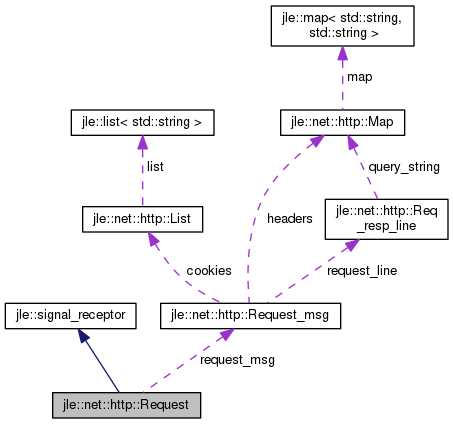 jle::map< std::string,
std::string >
map
jle::list< std::string >
jle::net::http::Map
list
query_string
jle::net::http::List
headers
jle::net::http::Req
_resp_line
cookies
request_line
jle::signal_receptor
jle::net::http::Request_msg
request_msg
jle::net::http::Request